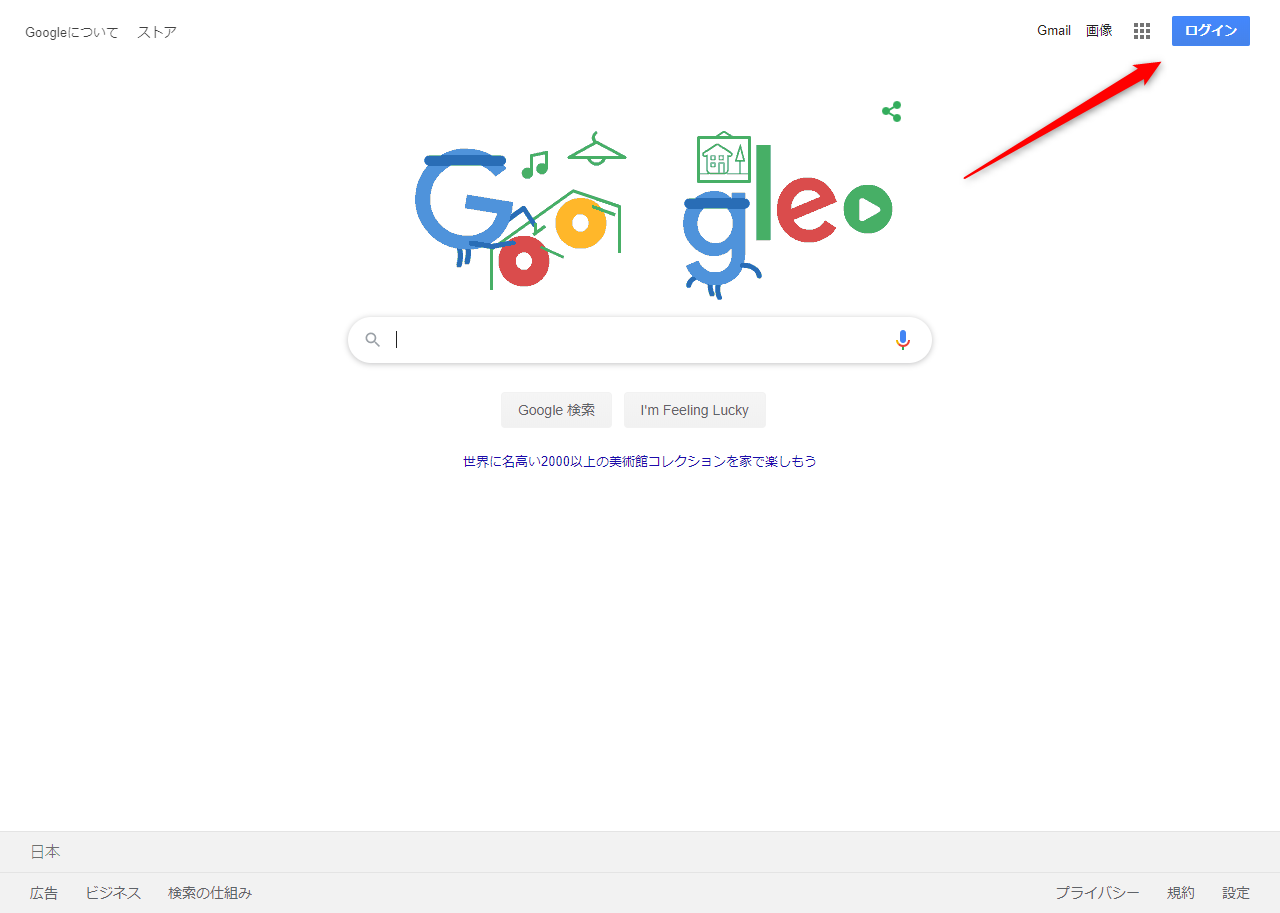 Googleについて ストア
Gmail 画像 ログイン
Google
Google 検索 I'm Feeling Lucky
世界に名高い2000以上の美術館コレクションを家で楽しもう
日本
広告 ビジネス 検索の仕組み
プライバシー 規約 設定